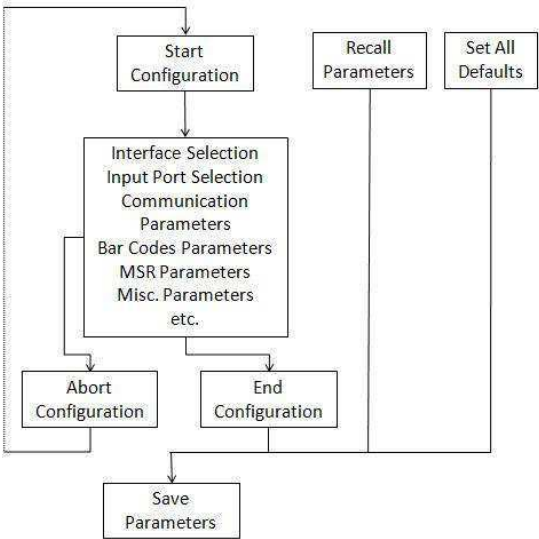 Start
Configuration
Recall
Parameters
Set All
Defaults
Interface Selection
Input Port Selection
Communication
Parameters
Bar Codes Parameters
MSR Parameters
Misc. Parameters
etc.
Abort
Configuration
End
Configuration
Save
Parameters